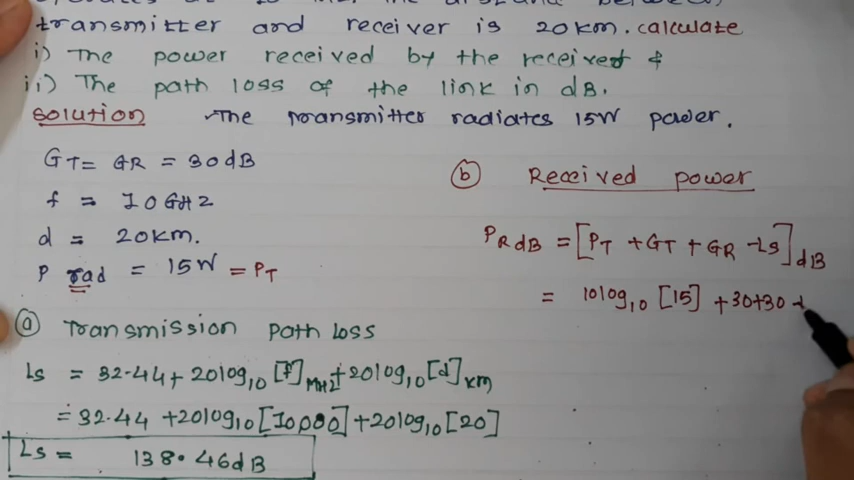 transmitter and receiver is 20km. calculate
i) The power received by the received &
ii) The path loss of the link in dB.
Solution The transmitter radiates 15W power.
GT= GR = 30dB
f = 10GHZ
d = 20km.
P rad = 15W = PT
(a) Transmission path loss
Ls = 32.44 + 20log10 [f]MHZ + 20log10 [d]km
= 32.44 + 20log10 [10000] + 20log10 [20]
Ls = 138.46dB
(b) Received power
PR dB = [PT + GT + GR - Ls]dB
= 10log10 [15] + 30+30